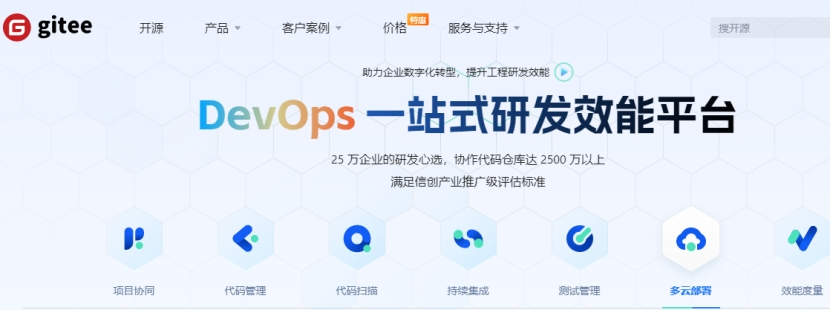 gitee
开源 产品 客户案例 价格 特惠 服务与支持 搜开源
助力企业数字化转型，提升工程研发效能
DevOps 一站式研发效能平台
25 万企业的研发心选，协作代码仓库达 2500 万以上
满足信创产业推广级评估标准
项目协同 代码管理 代码扫描 持续集成 测试管理 多云部署 效能度量